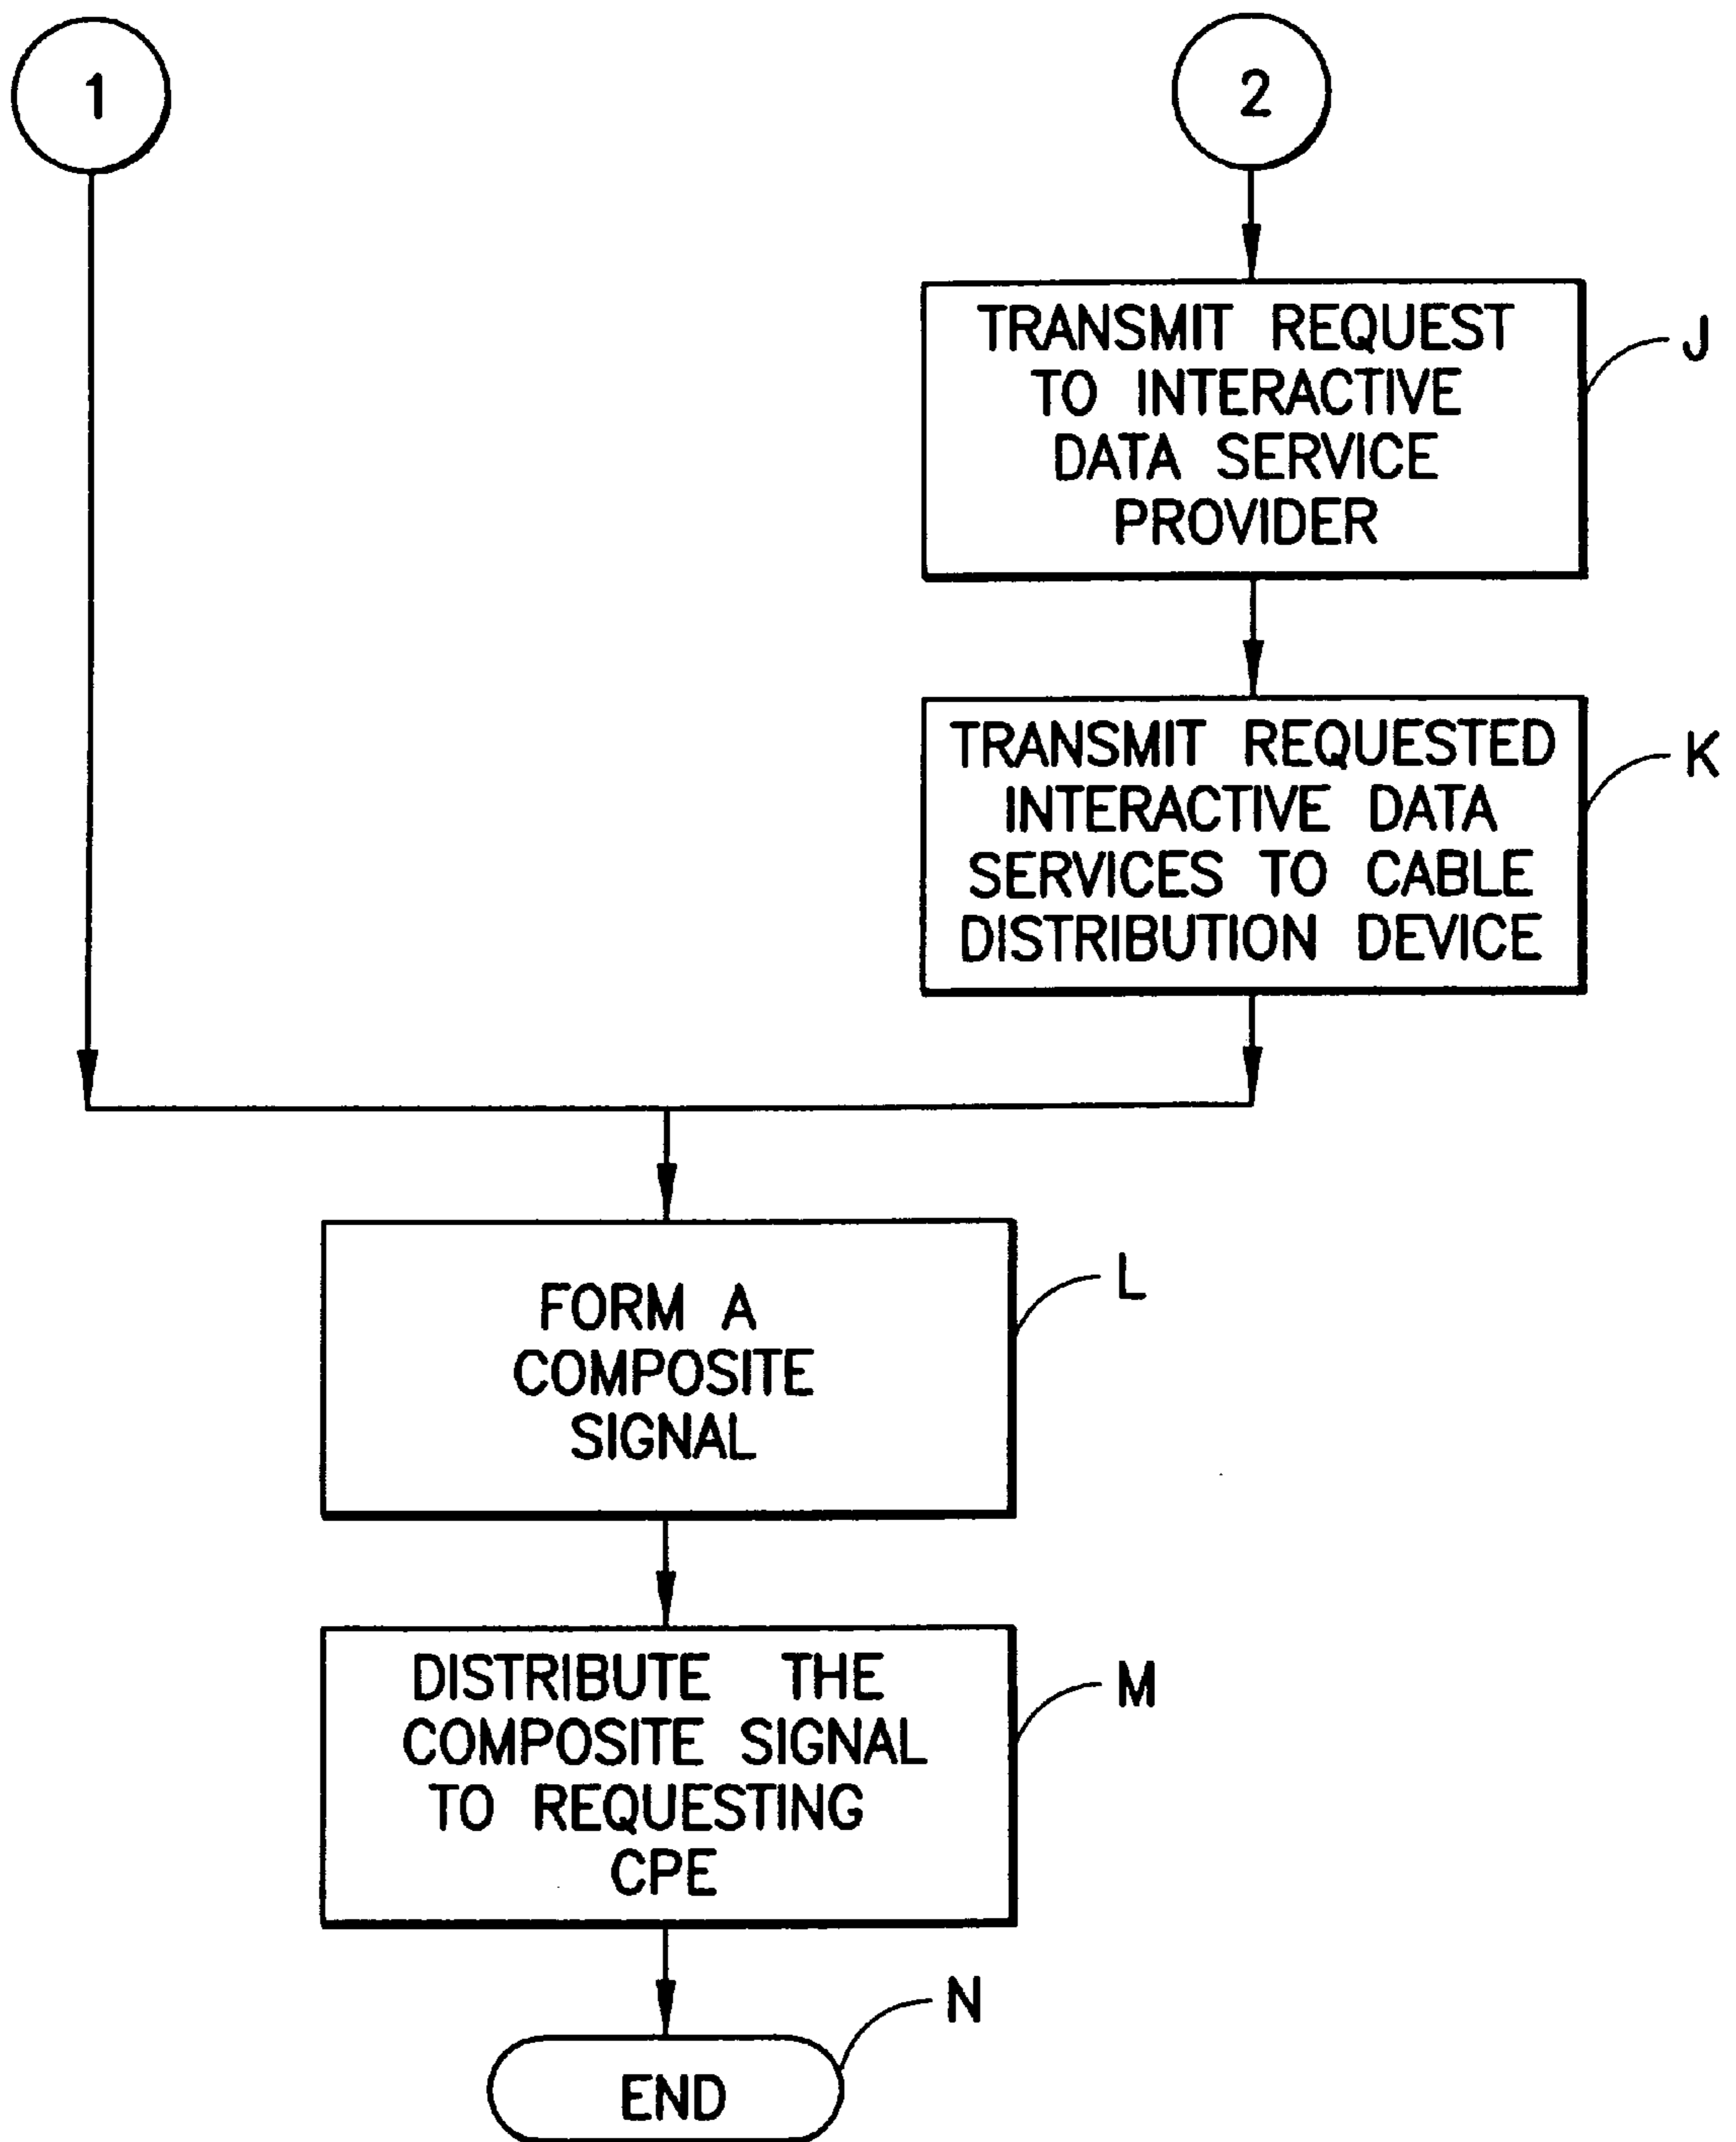 1
2
TRANSMIT REQUEST
TO INTERACTIVE
DATA SERVICE
PROVIDER
J
TRANSMIT REQUESTED
INTERACTIVE DATA
SERVICES TO CABLE
DISTRIBUTION DEVICE
K
FORM A
COMPOSITE
SIGNAL
L
DISTRIBUTE THE
COMPOSITE SIGNAL
TO REQUESTING
CPE
M
N
END